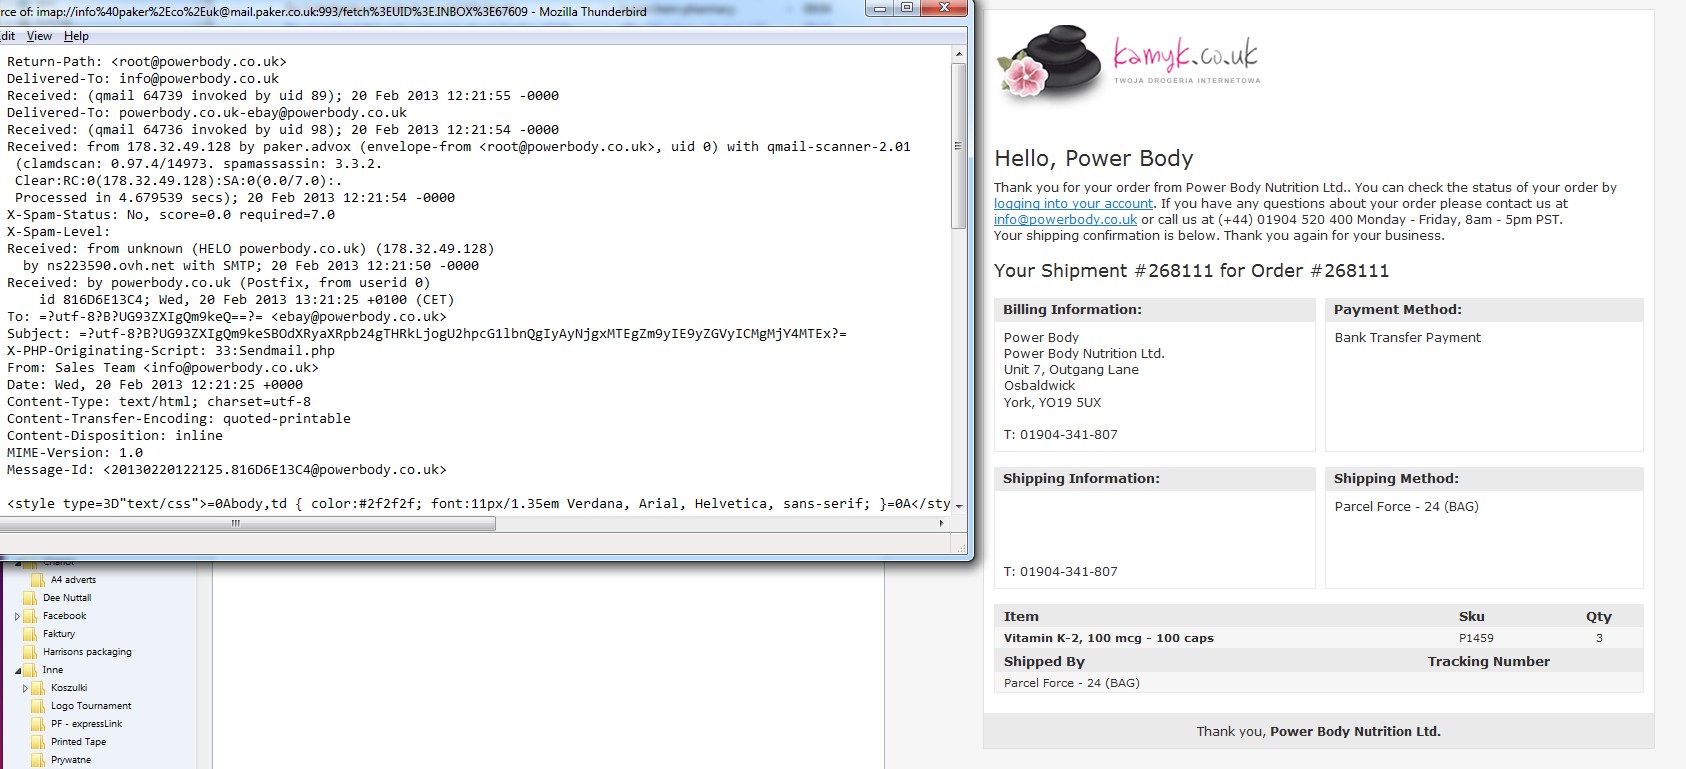 rce of: imap://info%40paker%2Eco%2Euk@mail.paker.co.uk:993/fetch%3EUID%3E.INBOX%3E67609 - Mozilla Thunderbird
dit View Help
Return-Path: <root@powerbody.co.uk>
Delivered-To: info@powerbody.co.uk
Received: (qmail 64739 invoked by uid 89); 20 Feb 2013 12:21:55 -0000
Delivered-To: powerbody.co.uk-ebay@powerbody.co.uk
Received: (qmail 64736 invoked by uid 98); 20 Feb 2013 12:21:54 -0000
Received: from 178.32.49.128 by paker.advox (envelope-from <root@powerbody.co.uk>, uid 0) with qmail-scanner-2.01
(clamdscan: 0.97.4/14973. spamassassin: 3.3.2.
Clear:RC:0(178.32.49.128):SA:0(0.0/7.0):.
Processed in 4.679539 secs); 20 Feb 2013 12:21:54 -0000
X-Spam-Status: No, score=0.0 required=7.0
X-Spam-Level:
Received: from unknown (HELO powerbody.co.uk) (178.32.49.128)
by ns223590.ovh.net with SMTP; 20 Feb 2013 12:21:50 -0000
Received: by powerbody.co.uk (Postfix, from userid 0)
id 816D6E13C4; Wed, 20 Feb 2013 13:21:25 +0100 (CET)
To: =?utf-8?B?UG93ZXIgQm9keQ==?= <ebay@powerbody.co.uk>
Subject: =?utf-8?B?UG93ZXIgQm9keSBOdXRyaXRpb24gTHRkLjogU2hpcG1lbnQgIyAyNjgxMTEgZm9yIE9yZGVyICMgMjY4MTEx?=
X-PHP-Originating-Script: 33:Sendmail.php
From: Sales Team <info@powerbody.co.uk>
Date: Wed, 20 Feb 2013 12:21:25 +0000
Content-Type: text/html; charset=utf-8
Content-Transfer-Encoding: quoted-printable
Content-Disposition: inline
MIME-Version: 1.0
Message-Id: <20130220122125.816D6E13C4@powerbody.co.uk>
<style type=3D"text/css">=0Abody,td { color:#2f2f2f; font:11px/1.35em Verdana, Arial, Helvetica, sans-serif; }=0A</sty
A4 adverts
Dee Nuttall
Facebook
Faktury
Harrisons packaging
Inne
Koszulki
Logo Tournament
PF - expressLink
Printed Tape
Prywatne
kamyk.co.uk
TWOJA DROGERIA INTERNETOWA
Hello, Power Body
Thank you for your order from Power Body Nutrition Ltd.. You can check the status of your order by
logging into your account. If you have any questions about your order please contact us at
info@powerbody.co.uk or call us at (+44) 01904 520 400 Monday - Friday, 8am - 5pm PST.
Your shipping confirmation is below. Thank you again for your business.
Your Shipment #268111 for Order #268111
Billing Information: Payment Method:
Power Body Bank Transfer Payment
Power Body Nutrition Ltd.
Unit 7, Outgang Lane
Osbaldwick
York, YO19 5UX
T: 01904-341-807
Shipping Information: Shipping Method:
Parcel Force - 24 (BAG)
T: 01904-341-807
Item Sku Qty
Vitamin K-2, 100 mcg - 100 caps P1459 3
Shipped By Tracking Number
Parcel Force - 24 (BAG)
Thank you, Power Body Nutrition Ltd.